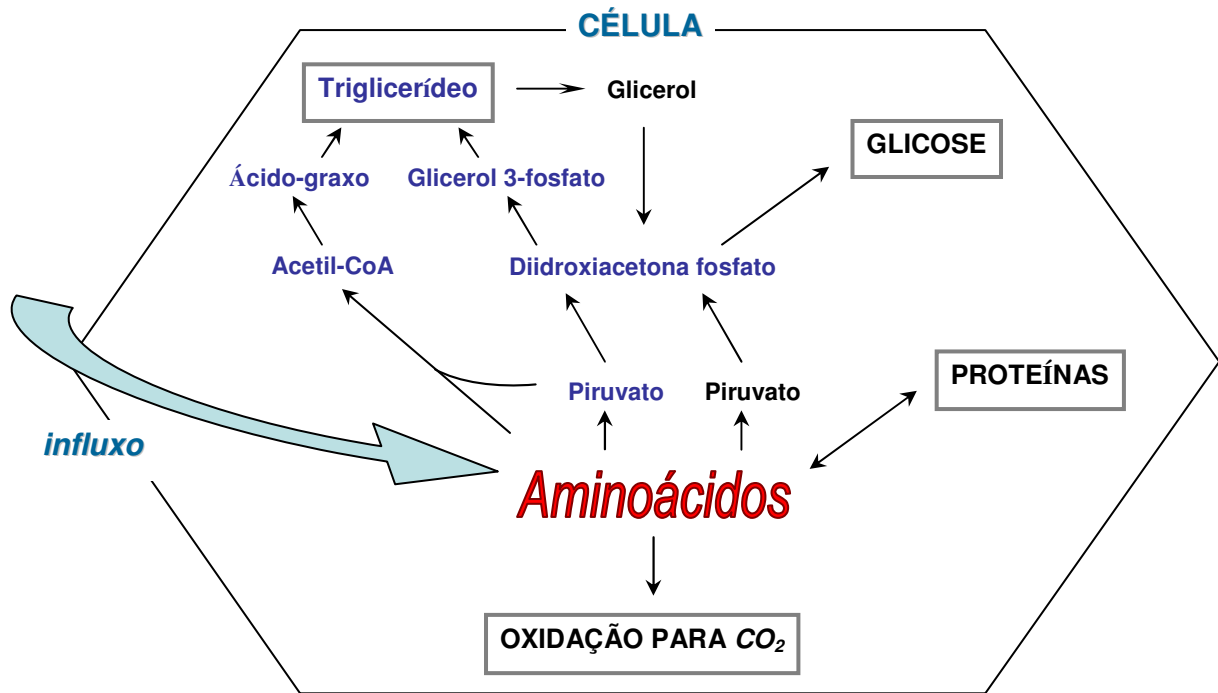 CÉLULA
Triglicerídeo
Glicerol
GLICOSE
Ácido-graxo
Glicerol 3-fosfato
Acetil-CoA
Diidroxiacetona fosfato
Piruvato
Piruvato
PROTEÍNAS
influxo
Aminoácidos
OXIDAÇÃO PARA CO₂